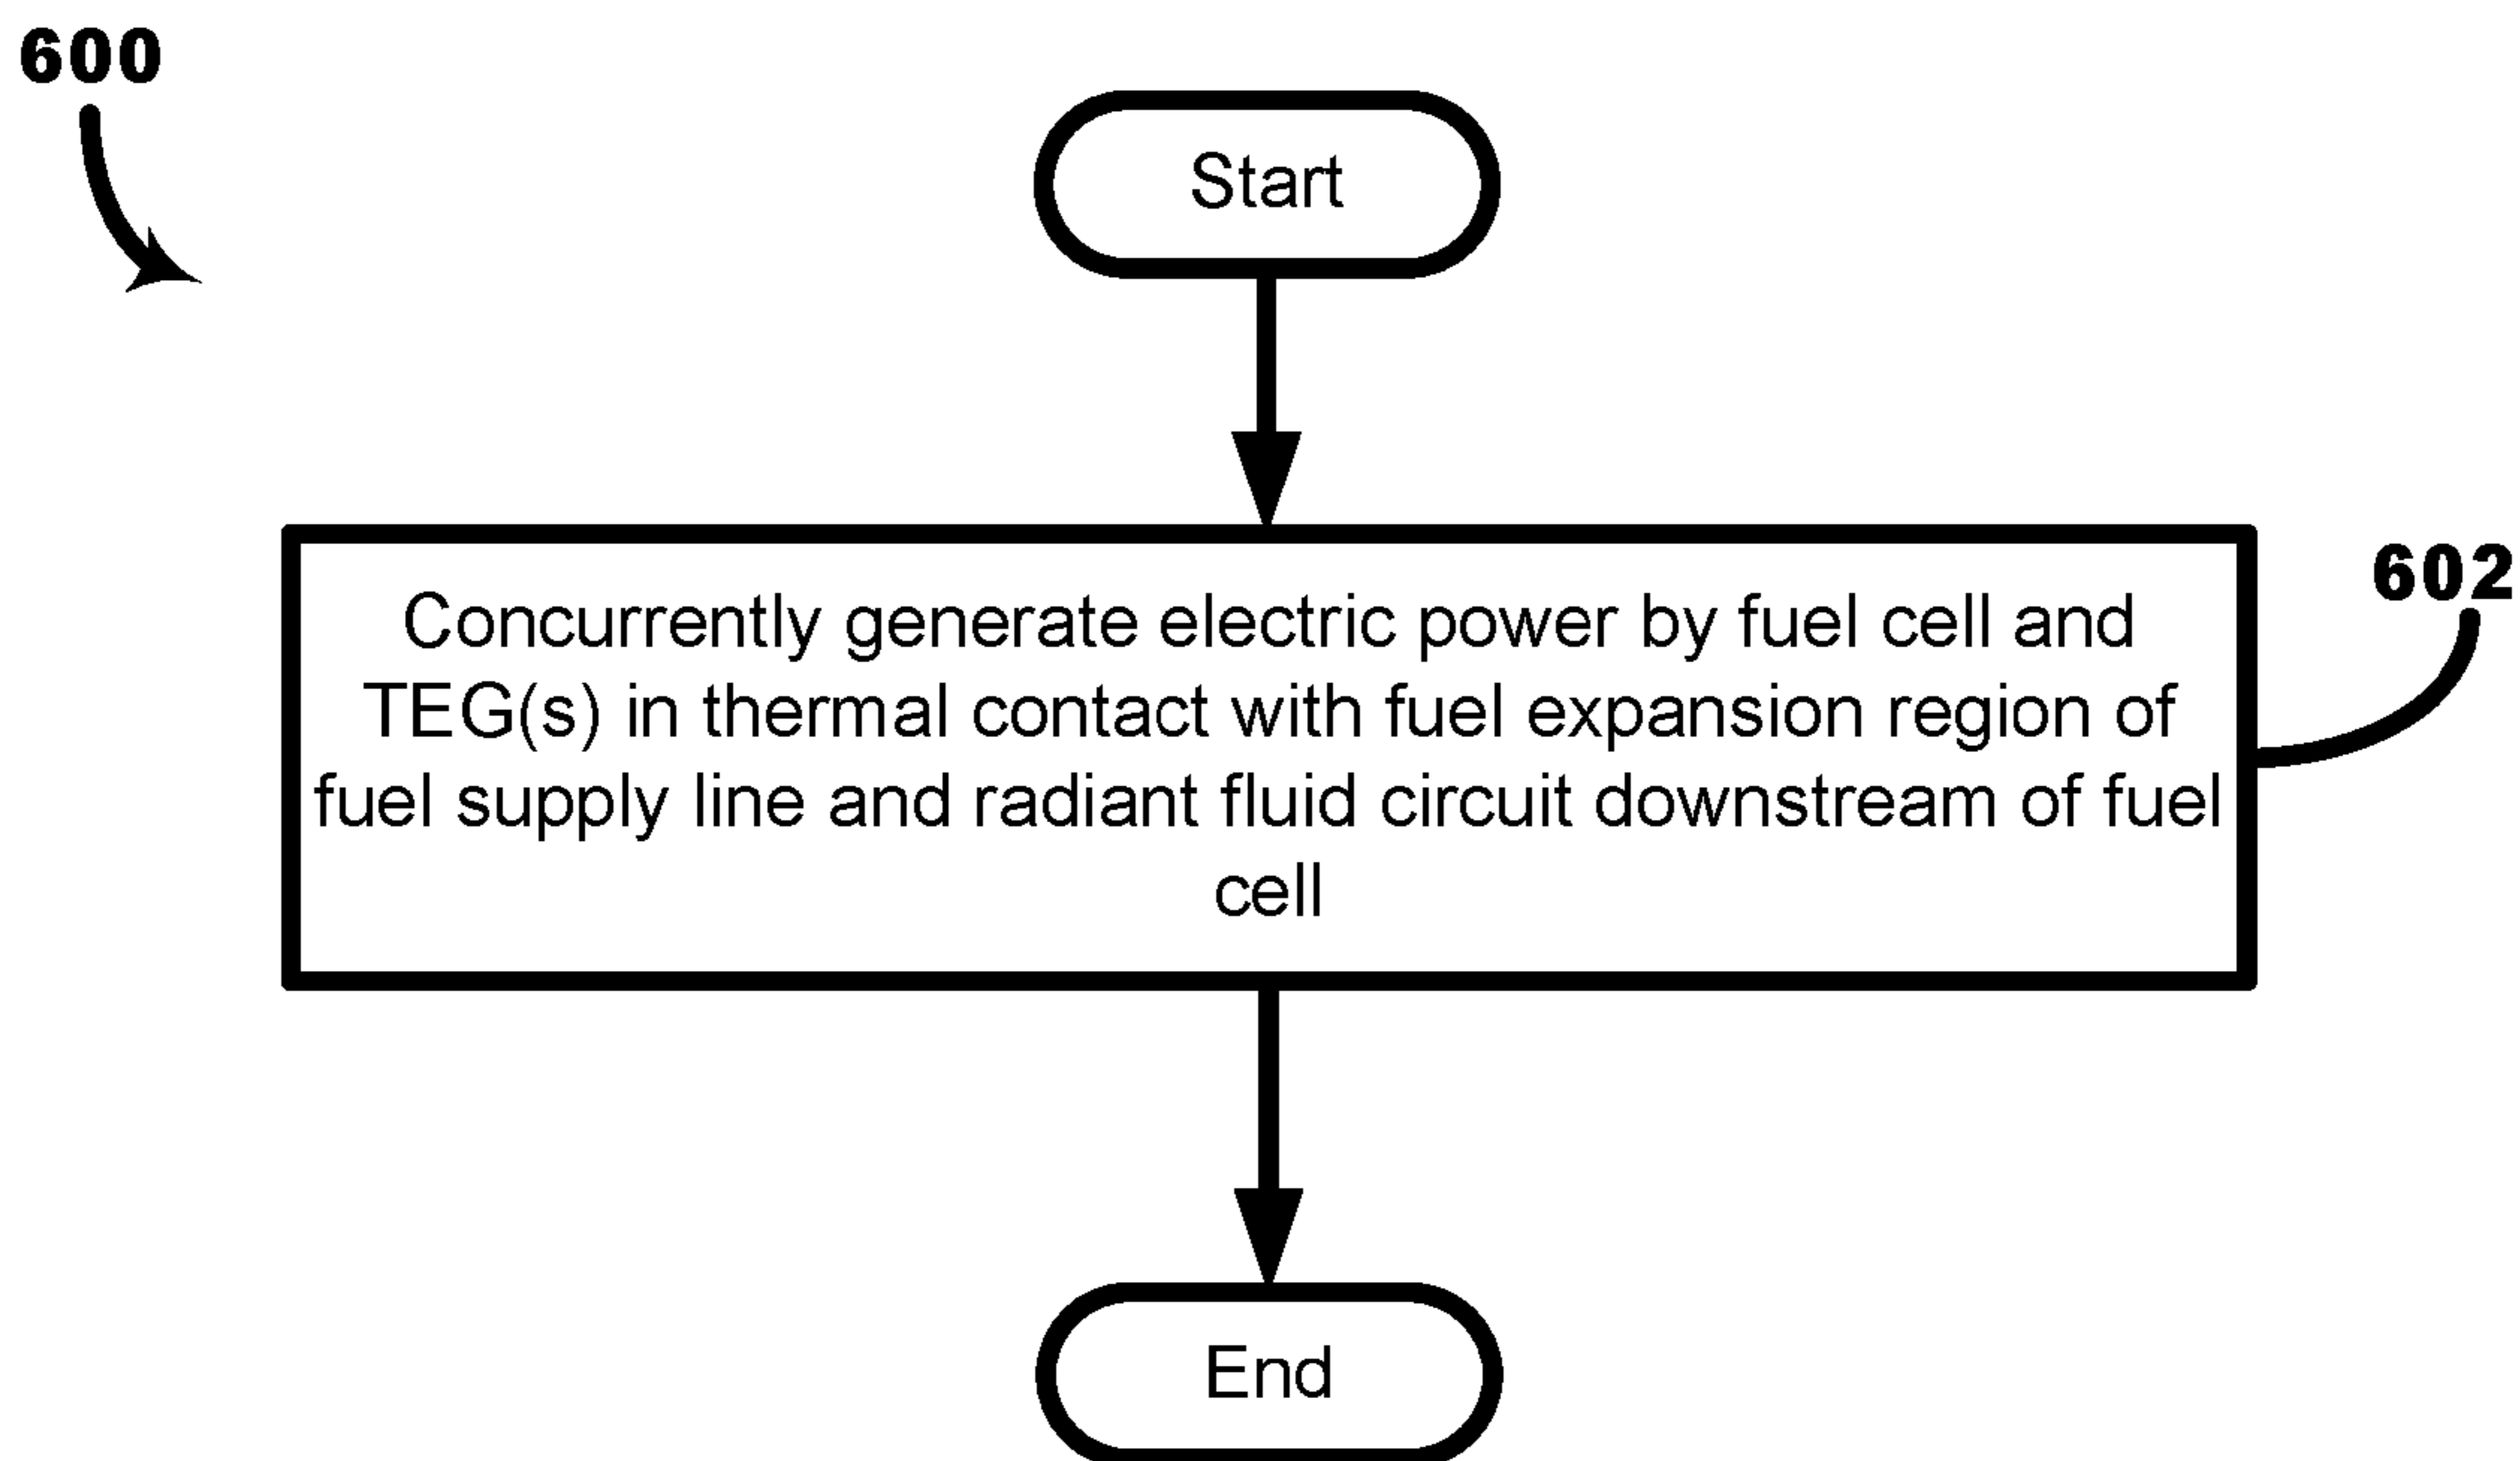 600
Start
Concurrently generate electric power by fuel cell and
TEG(s) in thermal contact with fuel expansion region of
fuel supply line and radiant fluid circuit downstream of fuel
cell
602
End